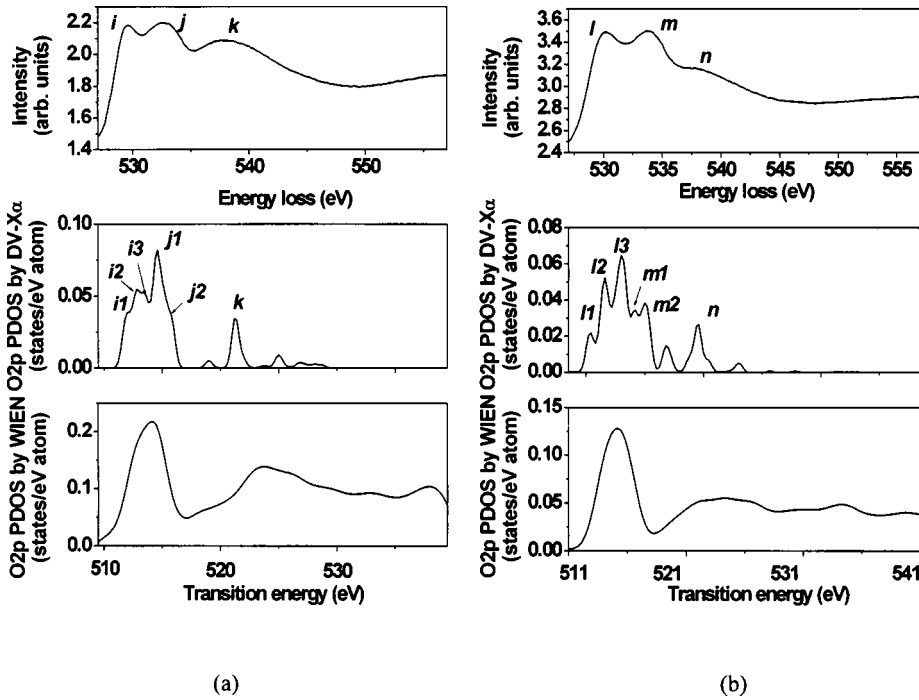 i j k
2.2
2.0
1.8
1.6
1.4
Intensity
(arb. units)
530 540 550
Energy loss (eV)
0.10
0.05
0.00
O2p PDOS by DV-Xα
(states/eV atom)
i1 i2 i3 j1 j2 k
0.2
0.1
0.0
O2p PDOS by WIEN
(states/eV atom)
510 520 530
Transition energy (eV)
(a)
l m n
3.6
3.4
3.2
3.0
2.8
2.6
2.4
Intensity
(arb. units)
530 535 540 545 550 555
Energy loss (eV)
0.08
0.06
0.04
0.02
0.00
O2p PDOS by DV-Xα
(states/eV atom)
l1 l2 l3 m1 m2 n
0.15
0.10
0.05
0.00
O2p PDOS by WIEN
(states/eV atom)
511 521 531 541
Transition energy (eV)
(b)